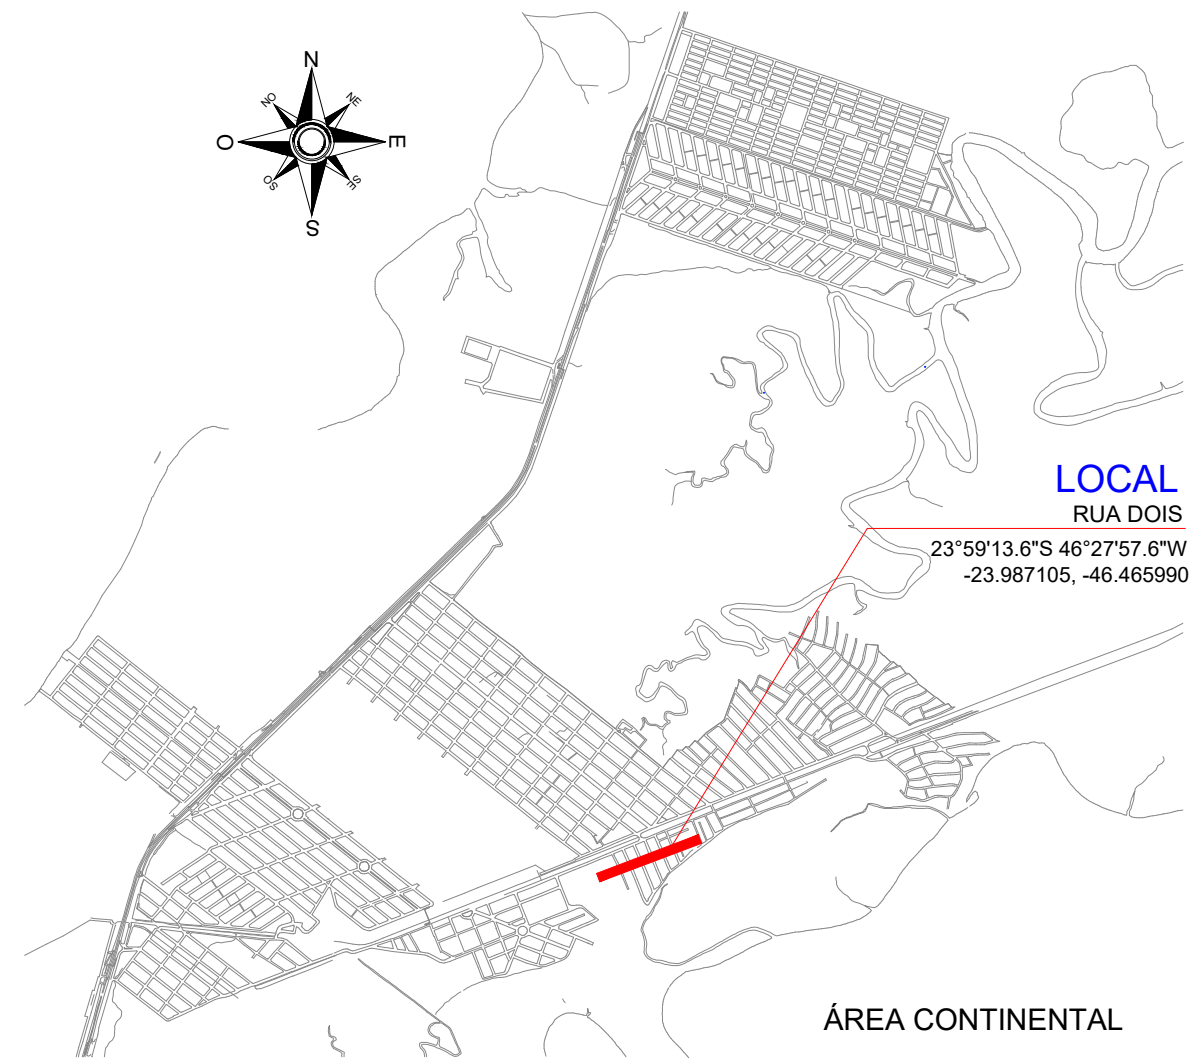 N
NO
NE
O
E
SO
SE
S
LOCAL
RUA DOIS
23°59'13.6"S 46°27'57.6"W
-23.987105, -46.465990
ÁREA CONTINENTAL